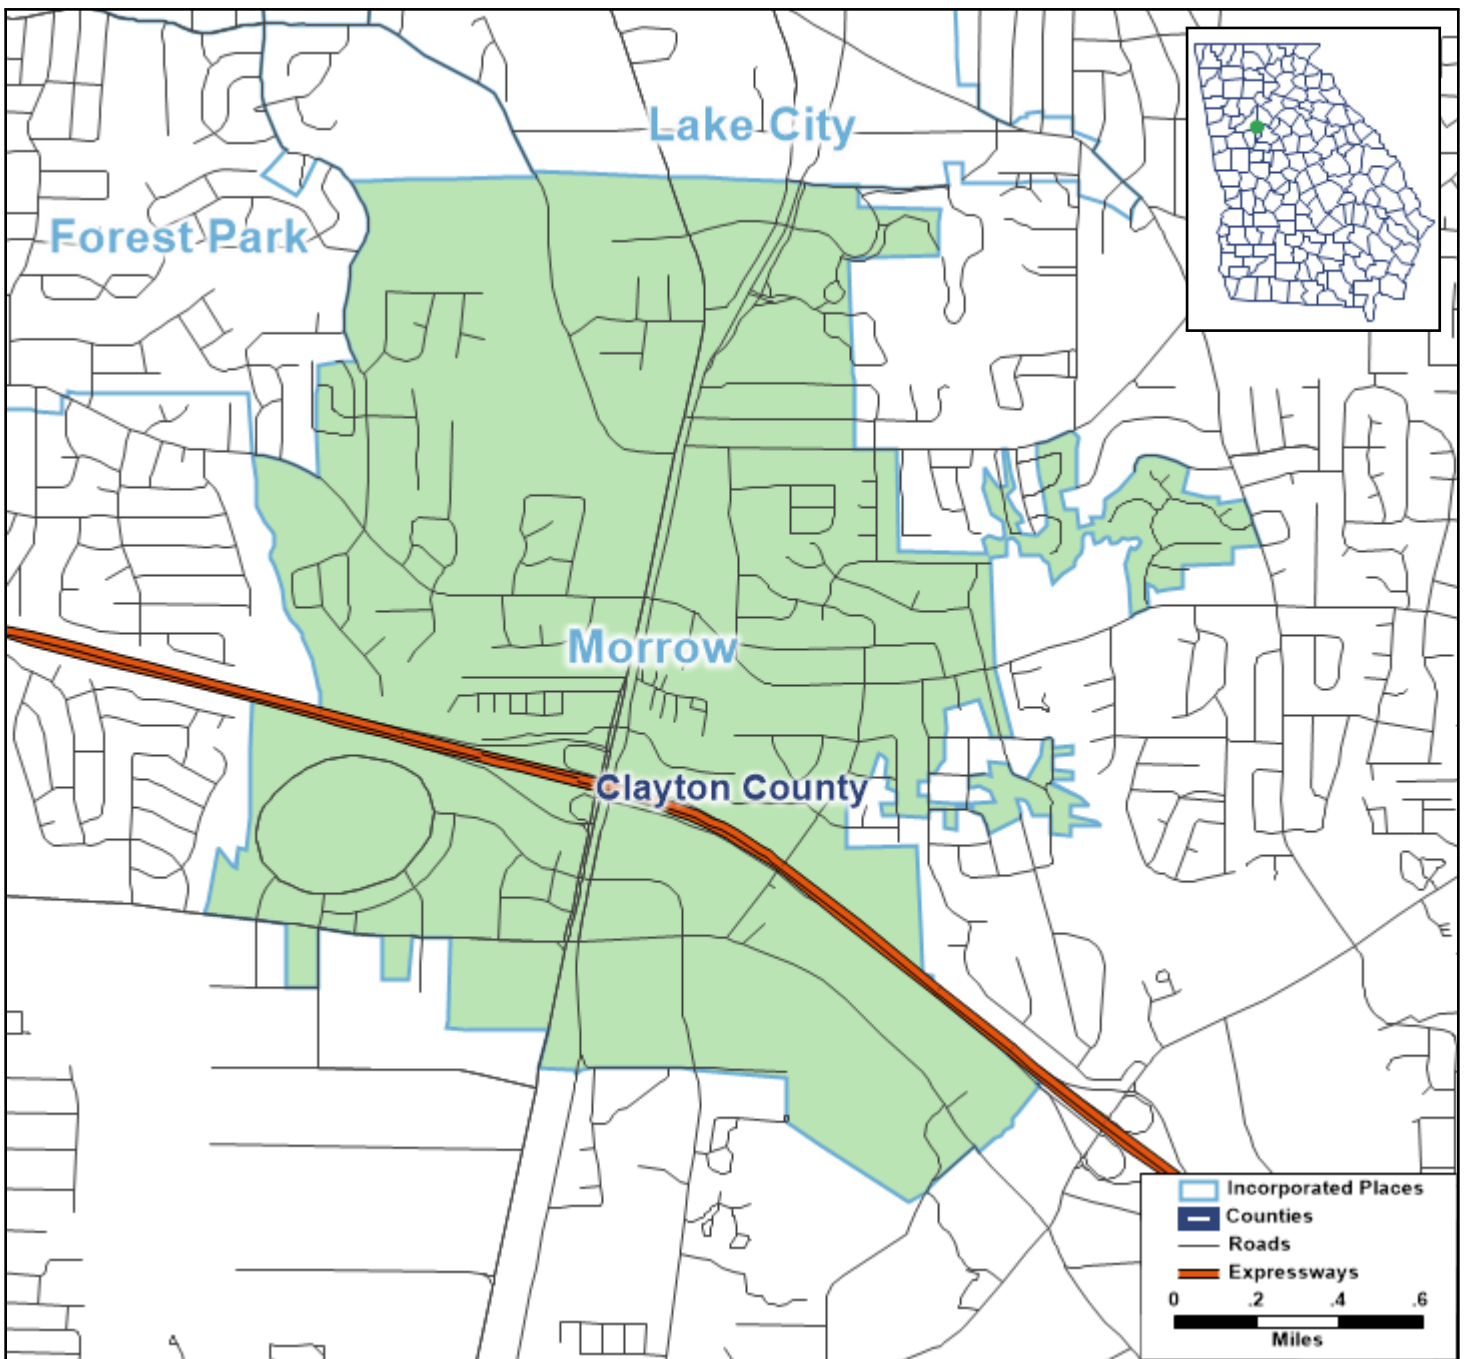 Lake City
Forest Park
Morrow
Clayton County
Incorporated Places
Counties
Roads
Expressways
0 .2 .4 .6
Miles